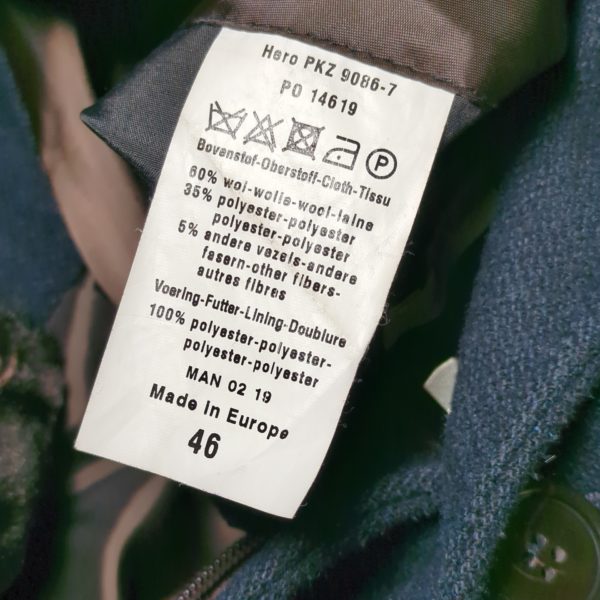 Hero PKZ 9086-7
PO 14619
P
Bovenstof-Oberstoff-Cloth-Tissu
60% wol-wolle-wool-laine
35% polyester-polyester
polyester-polyester
5% andere vezels-andere
fasern-other fibers-
autres fibres
Voering-Futter-Lining-Doublure
100% polyester-polyester-
polyester-polyester
MAN 02 19
Made in Europe
46